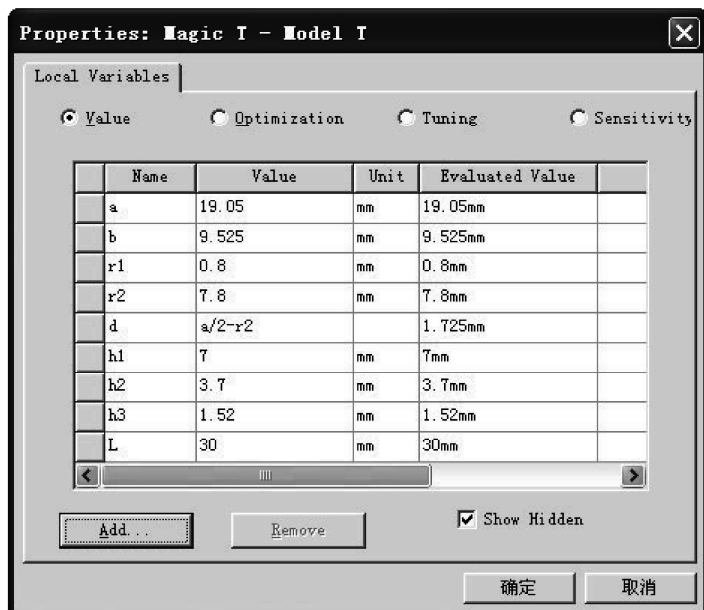 Properties: Magic T - Model T
Local Variables
Value Optimization Tuning Sensitivity
Name Value Unit Evaluated Value
a 19.05 mm 19.05mm
b 9.525 mm 9.525mm
r1 0.8 mm 0.8mm
r2 7.8 mm 7.8mm
d a/2-r2 1.725mm
h1 7 mm 7mm
h2 3.7 mm 3.7mm
h3 1.52 mm 1.52mm
L 30 mm 30mm
Add... Remove Show Hidden
确定 取消